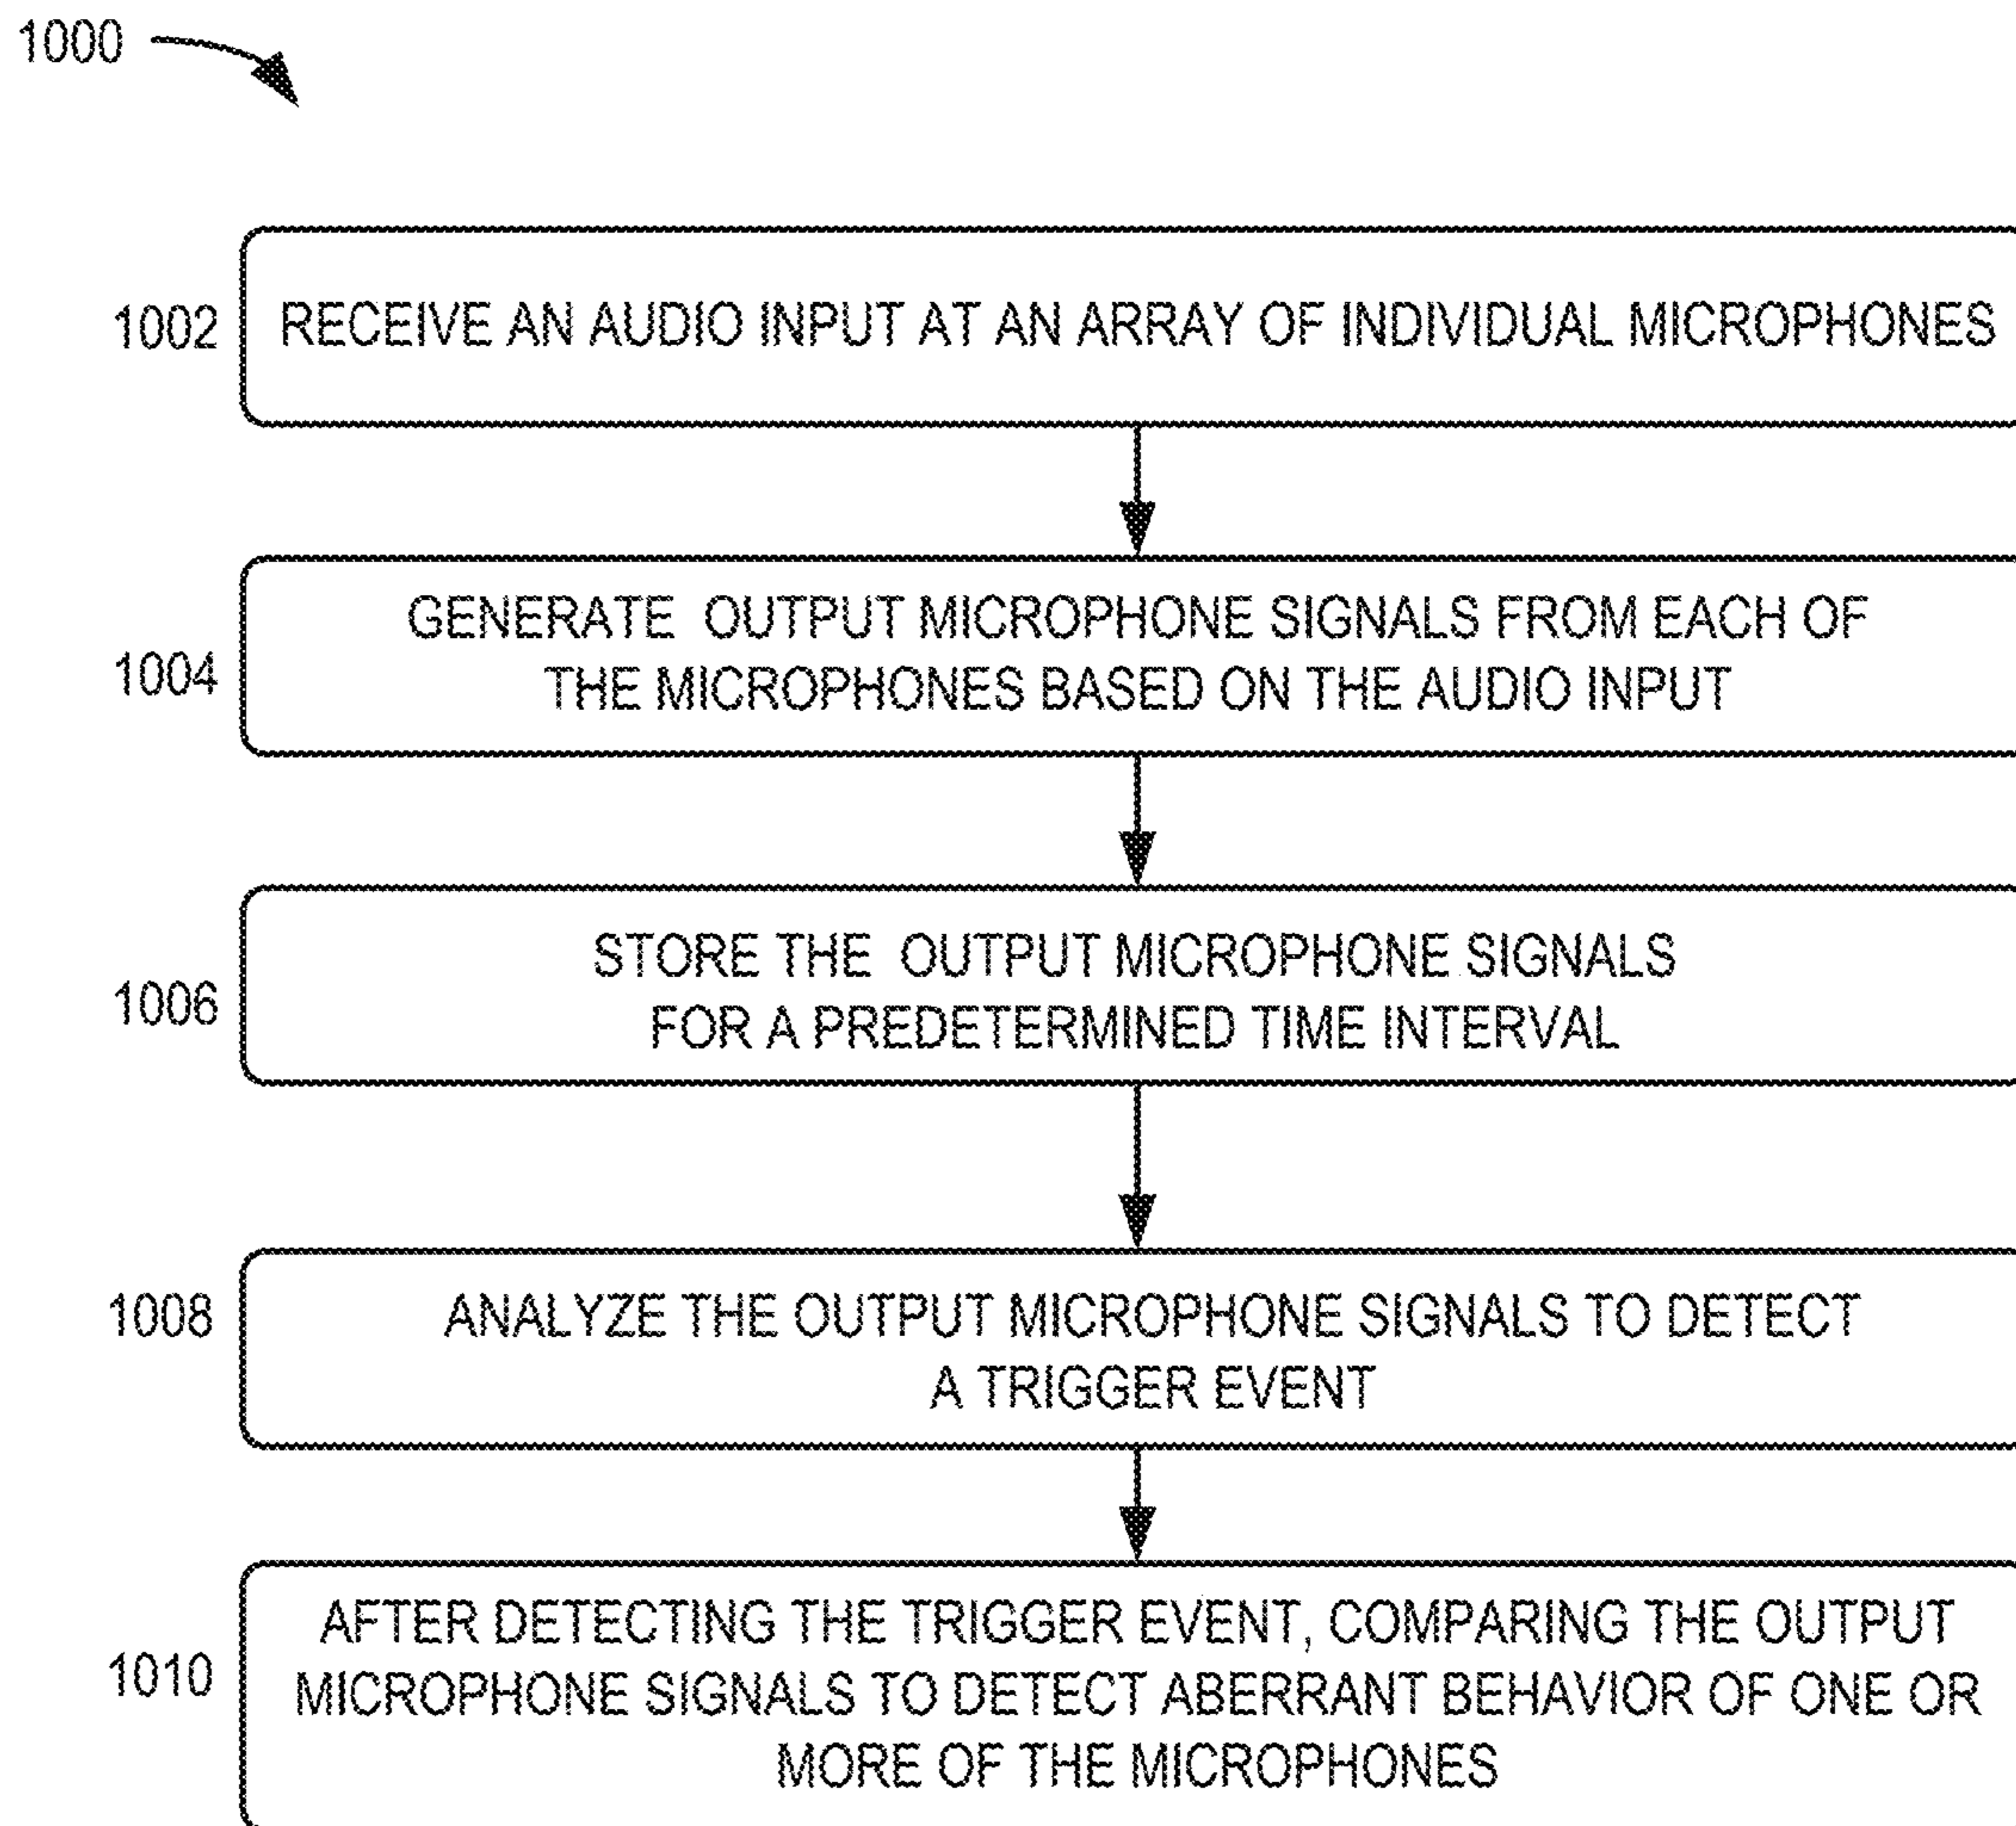 1000
1002
RECEIVE AN AUDIO INPUT AT AN ARRAY OF INDIVIDUAL MICROPHONES
GENERATE OUTPUT MICROPHONE SIGNALS FROM EACH OF
1004
THE MICROPHONES BASED ON THE AUDIO INPUT
STORE THE OUTPUT MICROPHONE SIGNALS
1006
FOR A PREDETERMINED TIME INTERVAL
1008
ANALYZE THE OUTPUT MICROPHONE SIGNALS TO DETECT
A TRIGGER EVENT
AFTER DETECTING THE TRIGGER EVENT, COMPARING THE OUTPUT
1010
MICROPHONE SIGNALS TO DETECT ABERRANT BEHAVIOR OF ONE OR
MORE OF THE MICROPHONES